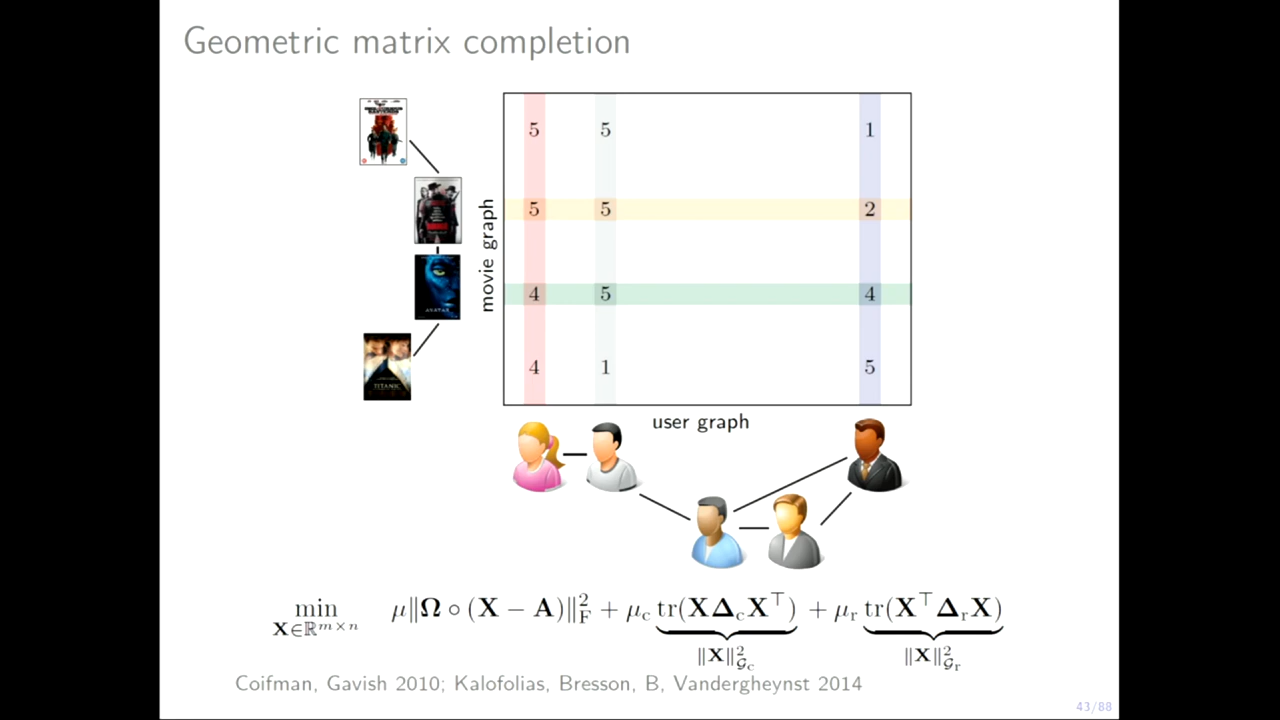 Geometric matrix completion
5 5 1
5 5 2
4 5 4
4 1 5
movie graph
AVATAR
TITANIC
user graph
min X∈ℝ^{m×n} μ‖Ω ∘ (X − A)‖²_F + μ_c tr(XΔ_cX^⊤) + μ_r tr(X^⊤Δ_rX)
‖X‖²_{𝒢_c} ‖X‖²_{𝒢_r}
Coifman, Gavish 2010; Kalofolias, Bresson, B, Vandergheynst 2014
43/88